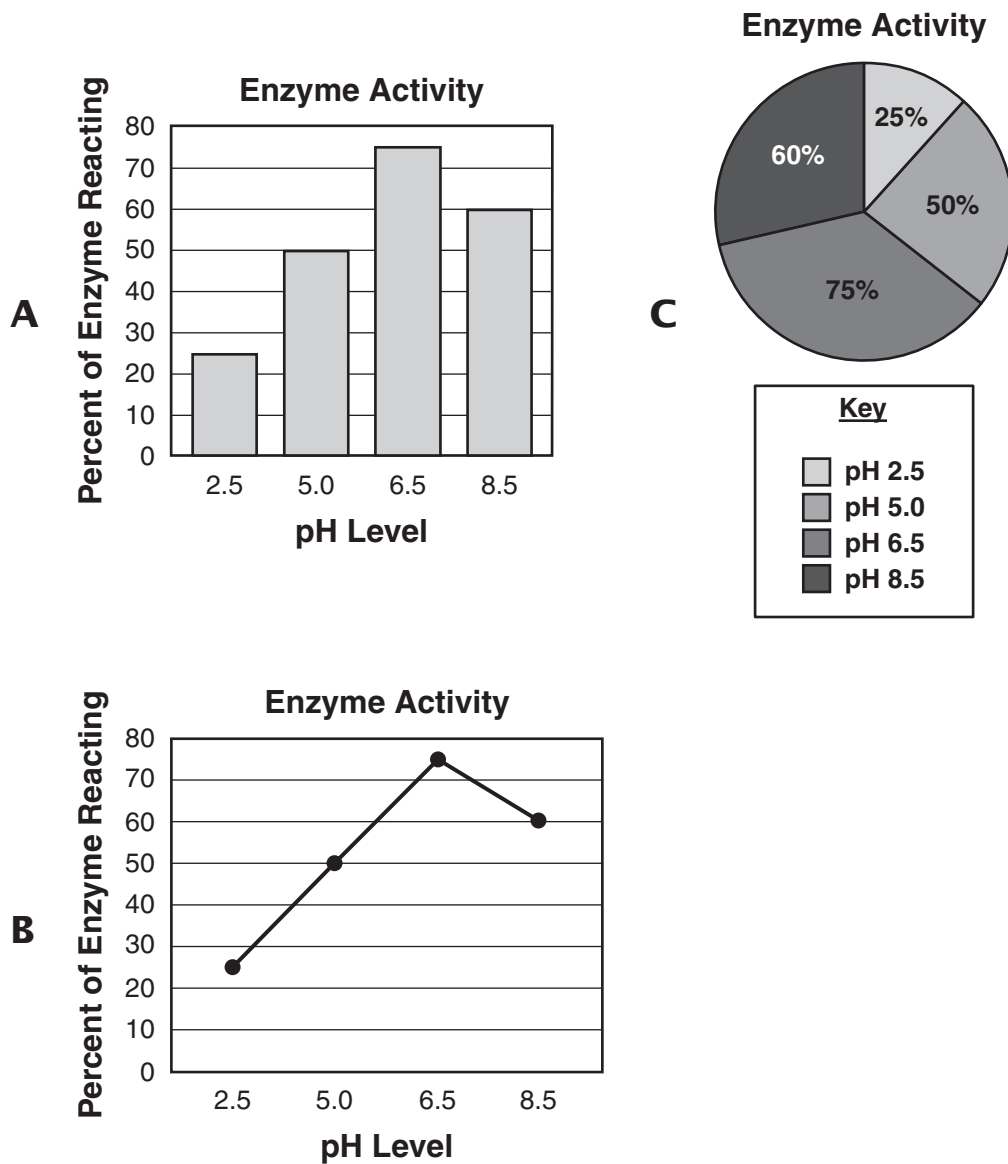 Enzyme Activity
A
Percent of Enzyme Reacting
80
70
60
50
40
30
20
10
0
2.5 5.0 6.5 8.5
pH Level
Enzyme Activity
C
25%
50%
75%
60%
Key
pH 2.5
pH 5.0
pH 6.5
pH 8.5
Enzyme Activity
B
Percent of Enzyme Reacting
80
70
60
50
40
30
20
10
0
2.5 5.0 6.5 8.5
pH Level